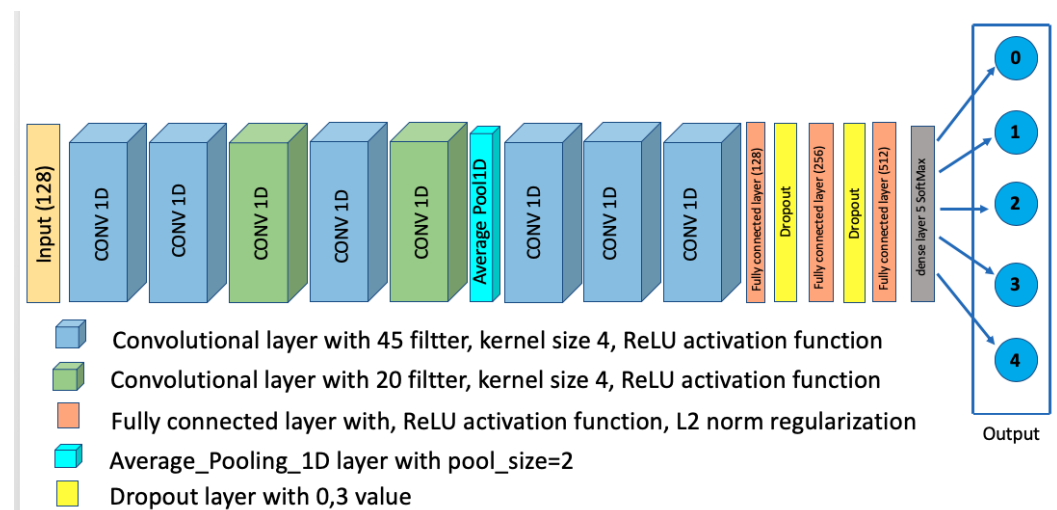 Input (128)
CONV 1D
CONV 1D
CONV 1D
CONV 1D
CONV 1D
Average Pool1D
CONV 1D
CONV 1D
CONV 1D
Fully connected layer (128)
Dropout
Fully connected layer (256)
Dropout
Fully connected layer (512)
dense layer 5 SoftMax
0
1
2
3
4
Output
Convolutional layer with 45 filtter, kernel size 4, ReLU activation function
Convolutional layer with 20 filtter, kernel size 4, ReLU activation function
Fully connected layer with, ReLU activation function, L2 norm regularization
Average_Pooling_1D layer with pool_size=2
Dropout layer with 0,3 value